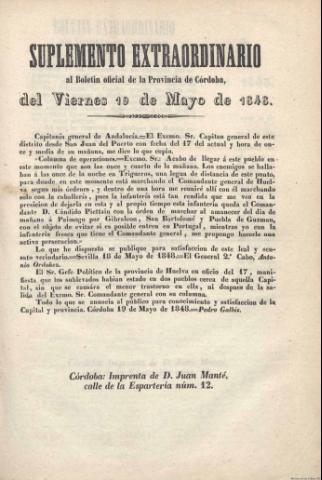 SUPLEMENTO EXTRAORDINARIO
al Boletin oficial de la Provincia de Córdoba,
del Viernes 19 de Mayo de 1848.
Capitanía general de Andalucía.=El Excmo. Sr. Capitan general de este
distrito desde San Juan del Puerto con fecha del 17 del actual y hora de on-
ce y media de su mañana, me dice lo que copio.
«Columna de operaciones.=Excmo. Sr.: Acabo de llegar á este pueblo en
este momento que son las once y cuarto de la mañana. Los enemigos se hallaban
á las once de la noche en Trigueros, una legua de distancia de este punto,
para donde en este momento está marchando el Comandante general de
segun mis órdenes, y dentro de una hora me reuniré allí con él marchando
solo con la caballería, pues la infantería está tan rendida que me ven en la
precision de dejarla en esta y al propio tiempo esta infantería queda el Coman-
dante D. Cándido Pieltain con la órden de marchar al amanecer del dia de
mañana á Palmogo por Gibraleon, San Bartolomé y Puebla de Guzman,
con el objeto de evitar si es posible entren en Portugal, mientras yo con la
infantería fresca que tiene el Comandante general, me propongo hacerle una
activa persecucion.»
Lo que he dispuesto se publique para satisfaccion de este leal y sen-
sato vecindario.=Sevilla 18 de Mayo de 1848.=El General 2.º Cabo, An-
tonio Ordoñez.
El Sr. Gefe Político de la provincia de Huelva en oficio del 17, mani-
fiesta que los sublevados habian estado en dos pueblos cerca de aquella Capi-
tal, sin que se camára el menor trastorno en ella, ni despues de la sa-
lida del Excmo. Sr. Comandante general con su columna.
Todo lo que se anuncia al público para conocimiento y satisfaccion de la
Capital y provincia. Córdoba 19 de Mayo de 1848.=Pedro Galbis.
Córdoba: Imprenta de D. Juan Manté,
calle de la Espartería núm. 12.